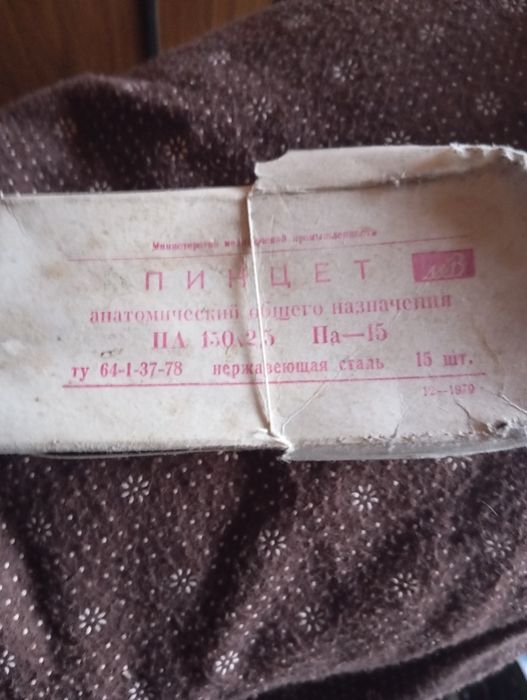 Министерство медицинской промышленности
ПИНЦЕТ
анатомический общего назначения
ПА 150х2,5 Па—15
ту 64-1-37-78 нержавеющая сталь 15 шт.